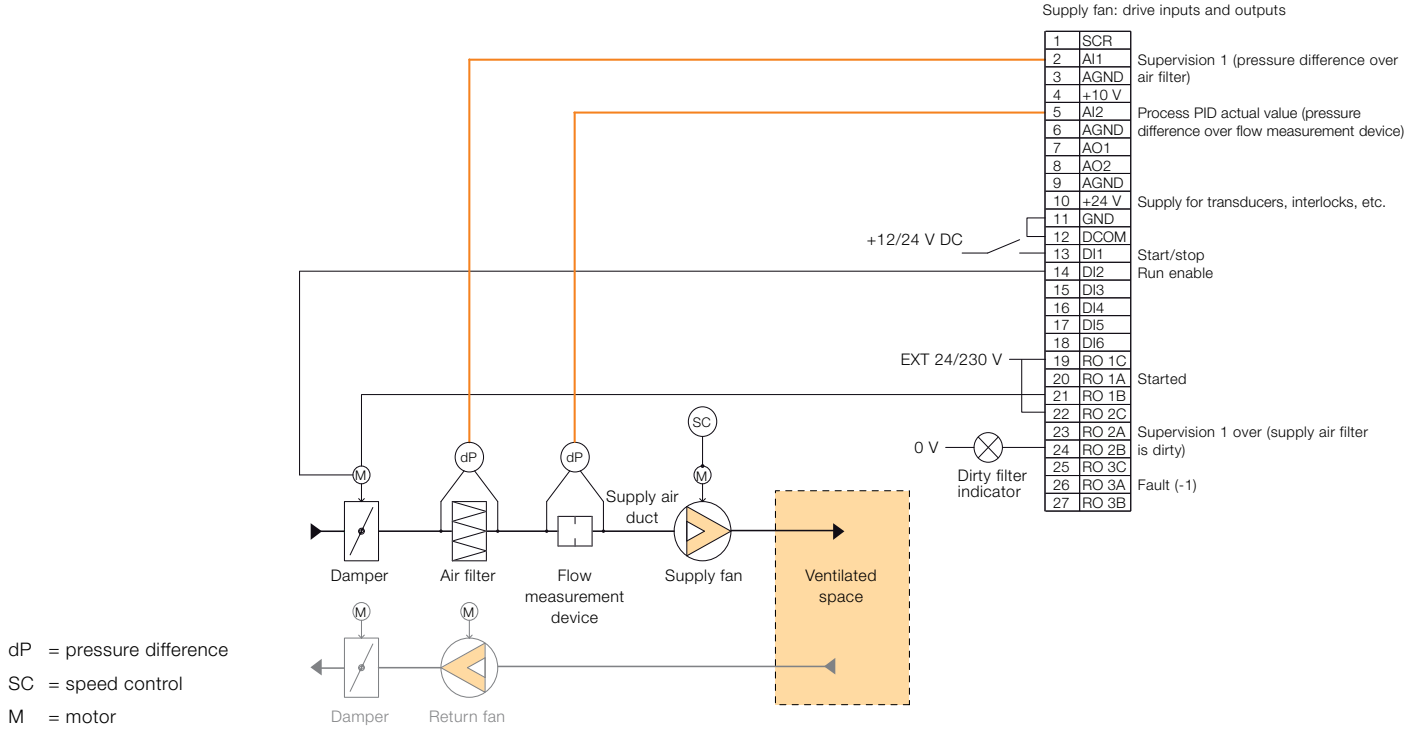 Supply fan: drive inputs and outputs
1 SCR
2 AI1 Supervision 1 (pressure difference over
3 AGND air filter)
4 +10 V
5 AI2 Process PID actual value (pressure
6 AGND difference over flow measurement device)
7 AO1
8 AO2
9 AGND
10 +24 V Supply for transducers, interlocks, etc.
11 GND
+12/24 V DC
12 DCOM
13 DI1 Start/stop
14 DI2 Run enable
15 DI3
16 DI4
17 DI5
18 DI6
EXT 24/230 V
19 RO 1C
20 RO 1A Started
21 RO 1B
22 RO 2C
23 RO 2A Supervision 1 over (supply air filter
24 RO 2B is dirty)
25 RO 3C
26 RO 3A Fault (-1)
27 RO 3B
0 V
Dirty filter
indicator
SC
dP
dP
M
M
Supply air
duct
Damper
Air filter
Flow
measurement
device
Supply fan
Ventilated
space
M
M
Damper
Return fan
dP = pressure difference
SC = speed control
M = motor